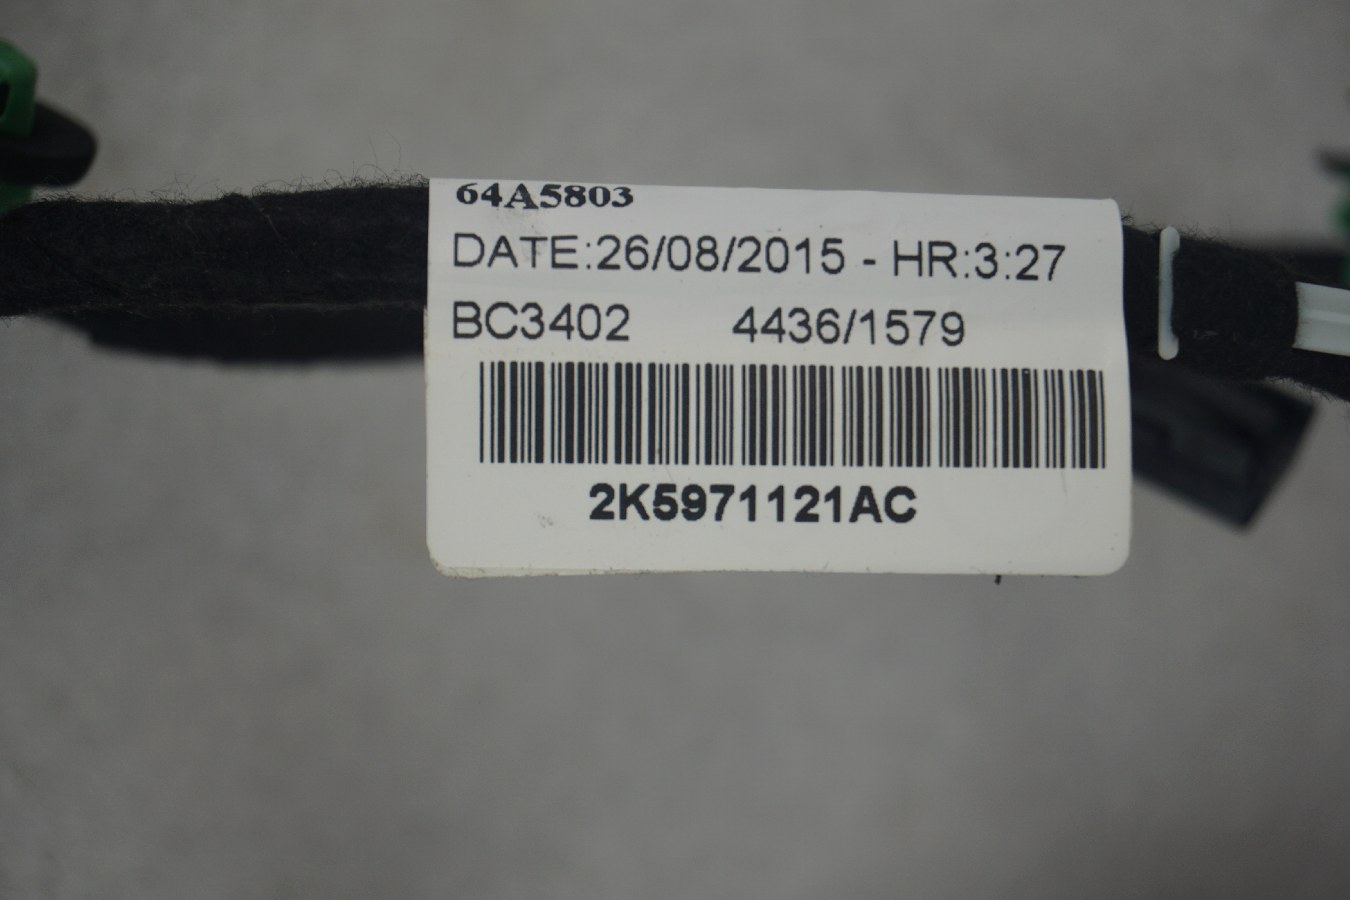 64A5803
DATE:26/08/2015 - HR:3:27
BC3402 4436/1579
2K5971121AC